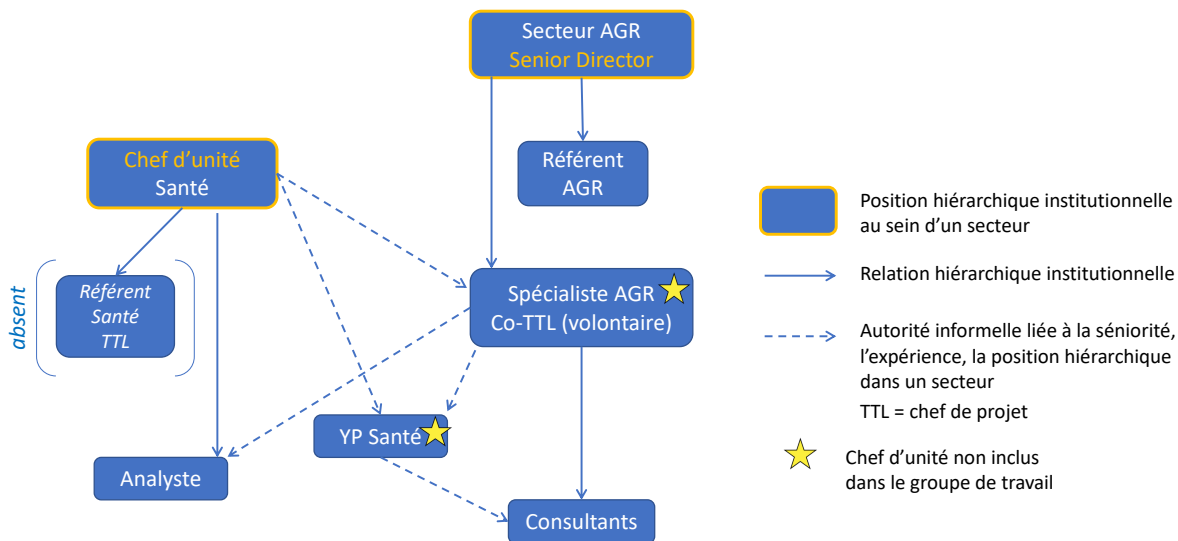 Secteur AGR
Senior Director
Chef d’unité
Santé
Référent
AGR
absent
Référent
Santé
TTL
Spécialiste AGR
Co-TTL (volontaire)
YP Santé
Analyste
Consultants
Position hiérarchique institutionnelle
au sein d’un secteur
Relation hiérarchique institutionnelle
Autorité informelle liée à la séniorité,
l’expérience, la position hiérarchique
dans un secteur
TTL = chef de projet
Chef d’unité non inclus
dans le groupe de travail